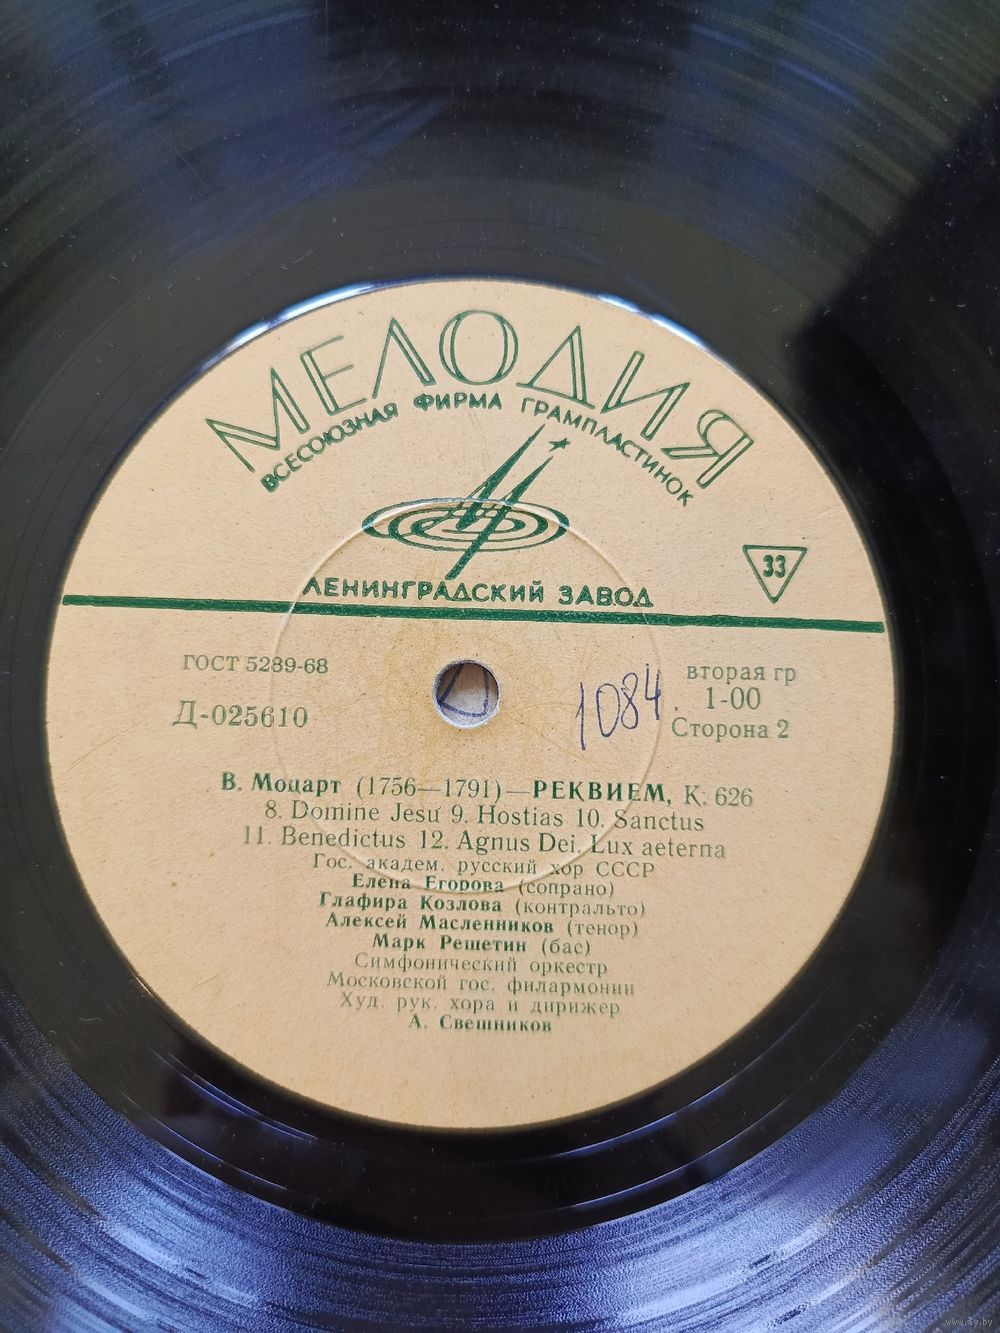 МЕЛОДИЯ
ВСЕСОЮЗНАЯ ФИРМА ГРАМПЛАСТИНОК
ЛЕНИНГРАДСКИЙ ЗАВОД
33
ГОСТ 5289-68
Д-025610
1084.
вторая гр
1-00
Сторона 2
В. Моцарт (1756—1791)—РЕКВИЕМ, К. 626
8. Domine Jesu 9. Hostias 10. Sanctus
11. Benedictus 12. Agnus Dei. Lux aeterna
Гос. академ. русский хор СССР
Елена Егорова (сопрано)
Глафира Козлова (контральто)
Алексей Масленников (тенор)
Марк Решетин (бас)
Симфонический оркестр
Московской гос. филармонии
Худ. рук. хора и дирижер
А. Свешников
www.ay.by